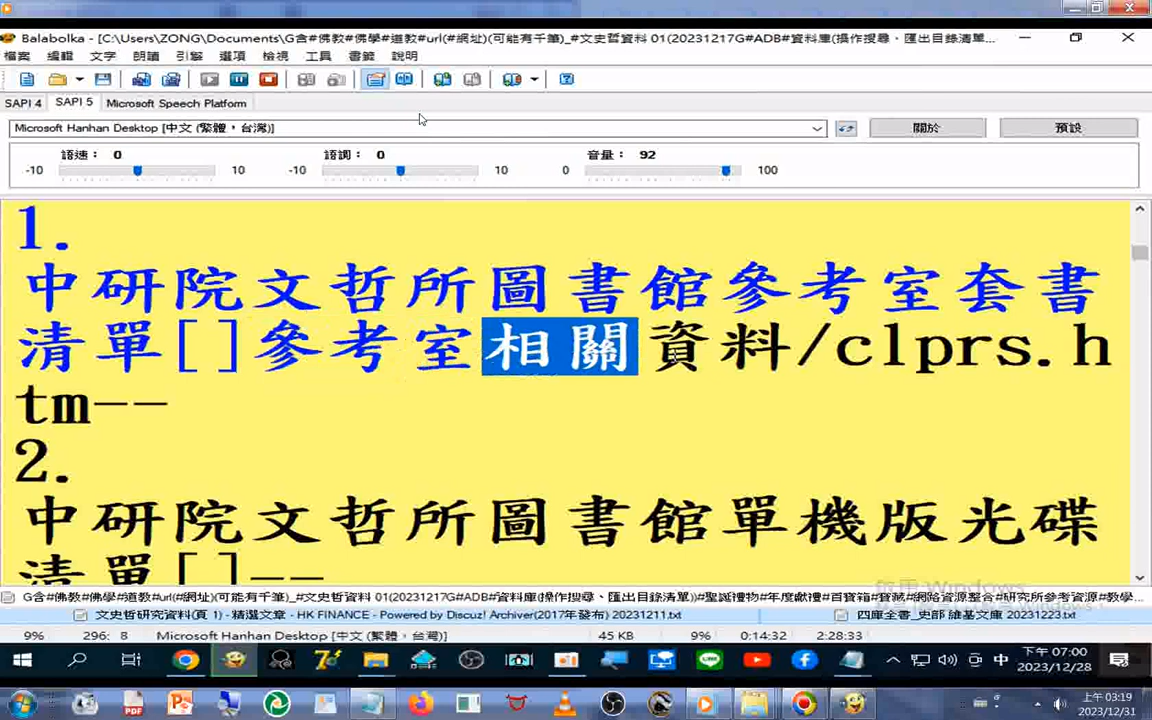 Balabolka - [C:\Users\ZONG\Documents\G含#佛教#佛學#道教#url(#網址)(可能有千筆)_#文史哲資料 01(20231217G#ADB#資料庫(操作搜尋、匯出目錄清單...
檔案 編輯 文字 朗讀 引擎 選項 檢視 工具 書籤 說明
SAPI 4 SAPI 5 Microsoft Speech Platform
Microsoft Hanhan Desktop [中文 (繁體，台灣)] 關於 預設
語速： 0 語調： 0 音量： 92
-10 10 -10 10 0 100
1.
中研院文哲所圖書館參考室套書
清單[]參考室相關資料/clprs.h
tm--
2.
中研院文哲所圖書館單機版光碟
清單[]--
啟用 Windows
G含#佛教#佛學#道教#url(#網址)(可能有千筆)_#文史哲資料 01(20231217G#ADB#資料庫(操作搜尋、匯出目錄清單))#聖誕禮物#年度獻禮#百寶箱#寶藏#網路資源整合#研究所參考資源#教學...
文史哲研究資料(頁 1) - 精選文章 - HK FINANCE - Powered by Discuz! Archiver(2017年發布) 20231211.txt 四庫全書_史部 維基文庫 20231223.txt
9% 296: 8 Microsoft Hanhan Desktop [中文 (繁體，台灣)] 45 KB 9% 0:14:32 2:28:33
中 下午 07:00
2023/12/28
上午 03:19
2023/12/31